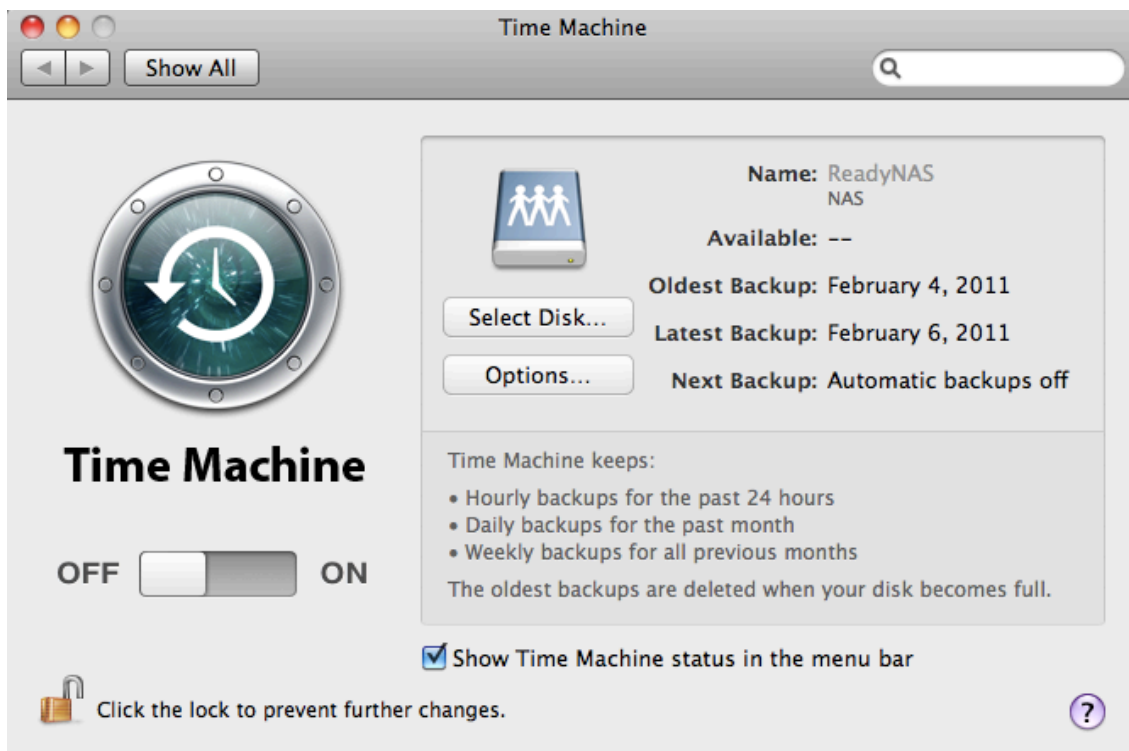 Time Machine
Show All
Name: ReadyNAS
NAS
Available: --
Oldest Backup: February 4, 2011
Select Disk...
Latest Backup: February 6, 2011
Options...
Next Backup: Automatic backups off
Time Machine
Time Machine keeps:
• Hourly backups for the past 24 hours
• Daily backups for the past month
• Weekly backups for all previous months
The oldest backups are deleted when your disk becomes full.
OFF ON
Show Time Machine status in the menu bar
Click the lock to prevent further changes.
?